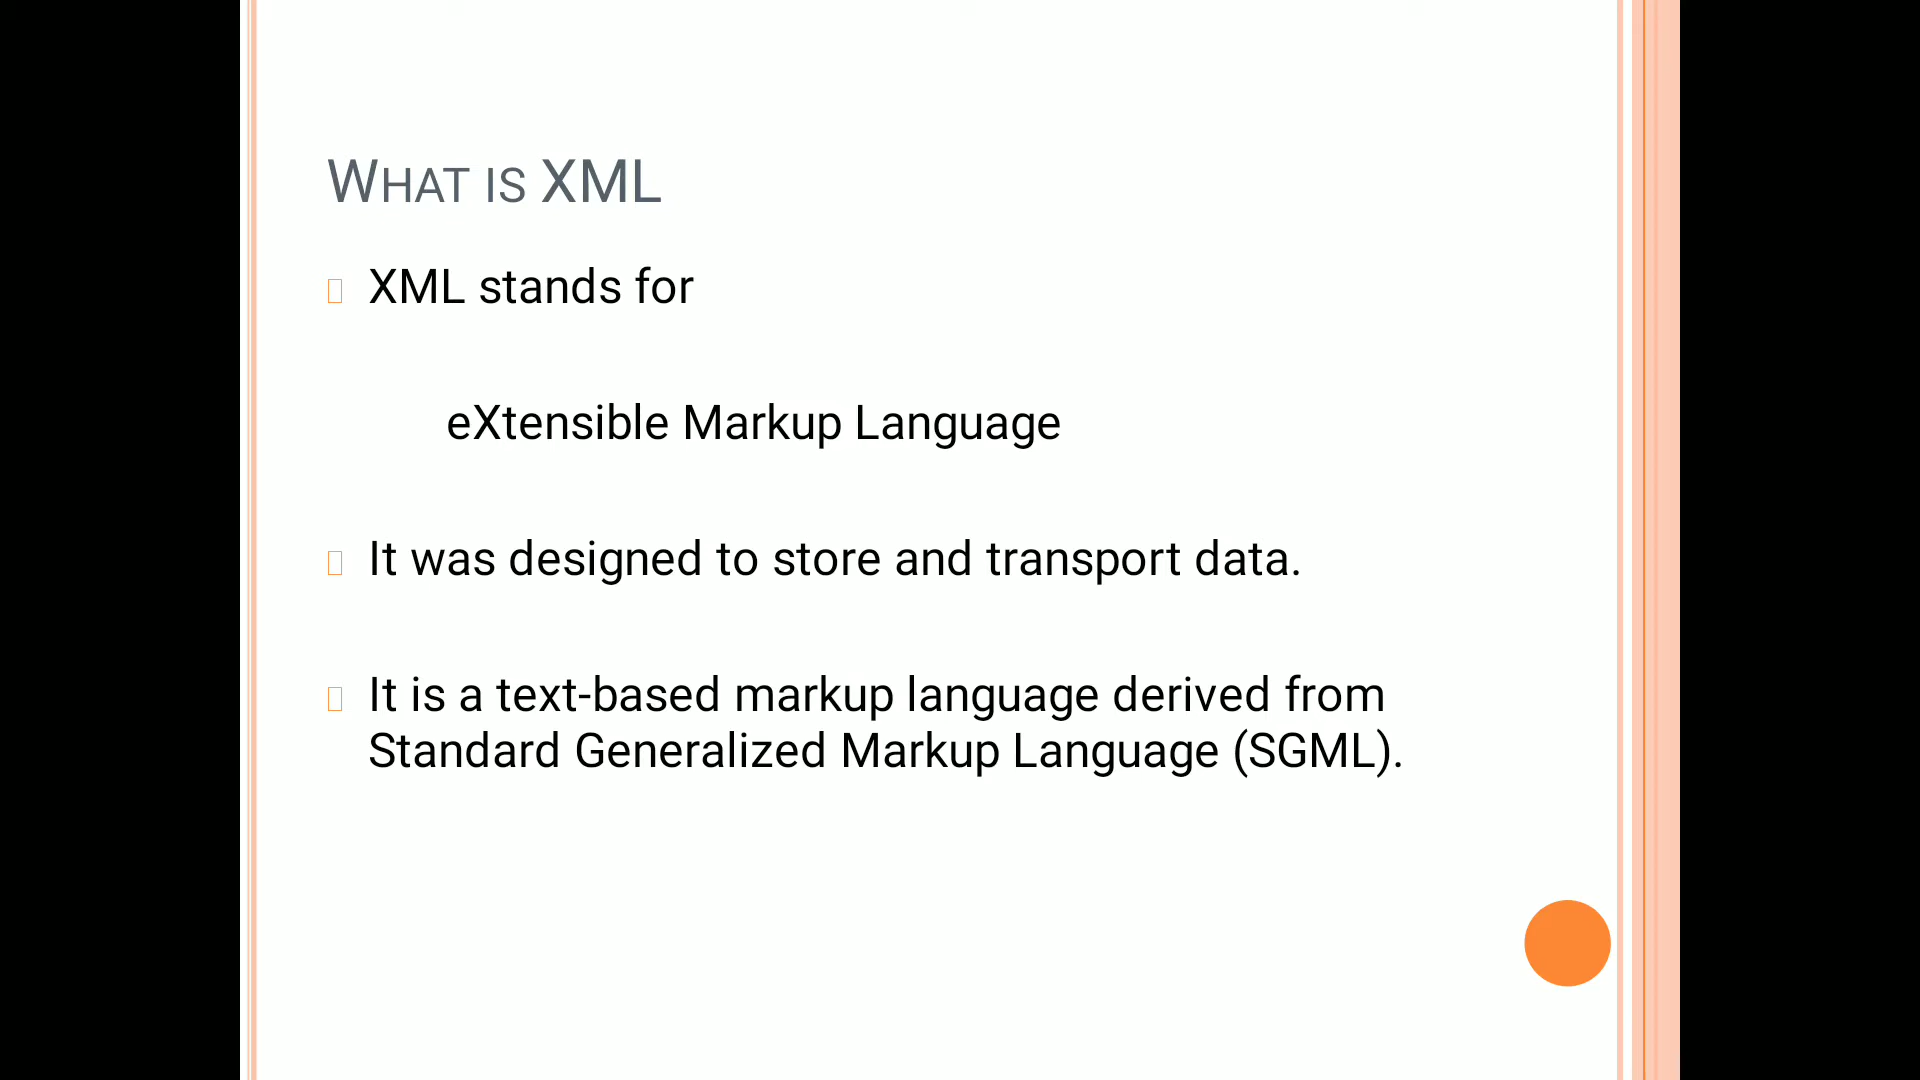 WHAT IS XML
XML stands for
eXtensible Markup Language
It was designed to store and transport data.
It is a text-based markup language derived from
Standard Generalized Markup Language (SGML).